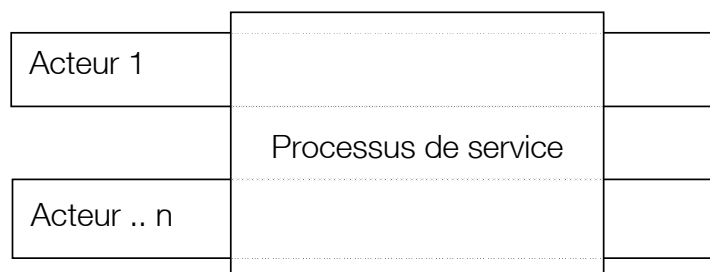 Acteur 1
Processus de service
Acteur .. n